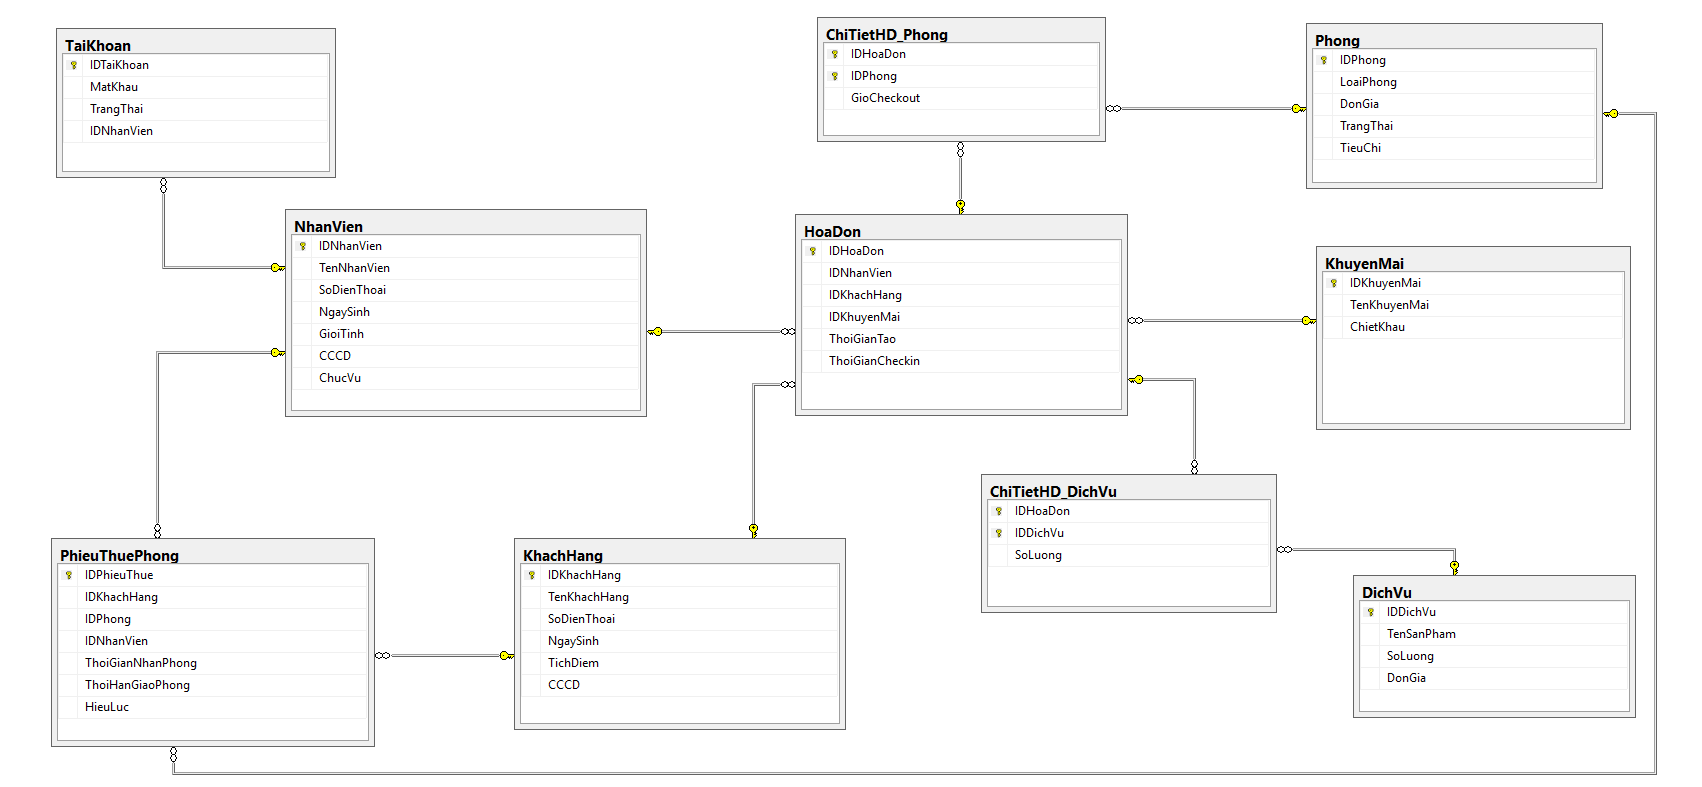 TaiKhoan
IDTaiKhoan
MatKhau
TrangThai
IDNhanVien
ChiTietHD_Phong
IDHoaDon
IDPhong
GioCheckout
Phong
IDPhong
LoaiPhong
DonGia
TrangThai
TieuChi
NhanVien
IDNhanVien
TenNhanVien
SoDienThoai
NgaySinh
GioiTinh
CCCD
ChucVu
HoaDon
IDHoaDon
IDNhanVien
IDKhachHang
IDKhuyenMai
ThoiGianTao
ThoiGianCheckin
KhuyenMai
IDKhuyenMai
TenKhuyenMai
ChietKhau
ChiTietHD_DichVu
IDHoaDon
IDDichVu
SoLuong
PhieuThuePhong
IDPhieuThue
IDKhachHang
IDPhong
IDNhanVien
ThoiGianNhanPhong
ThoiHanGiaoPhong
HieuLuc
KhachHang
IDKhachHang
TenKhachHang
SoDienThoai
NgaySinh
TichDiem
CCCD
DichVu
IDDichVu
TenSanPham
SoLuong
DonGia